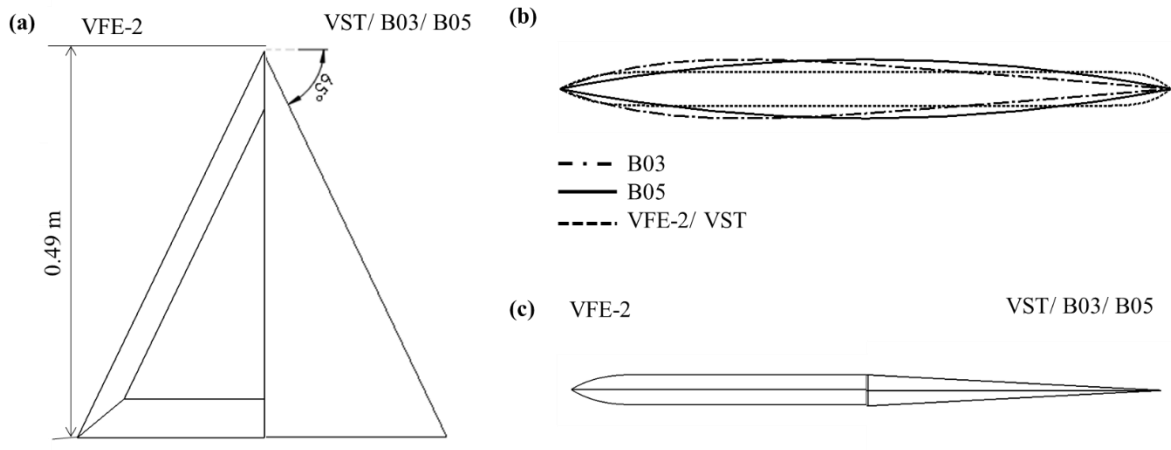 (a) VFE-2 VST/ B03/ B05
65°
0.49 m
(b)
B03
B05
VFE-2/ VST
(c) VFE-2 VST/ B03/ B05